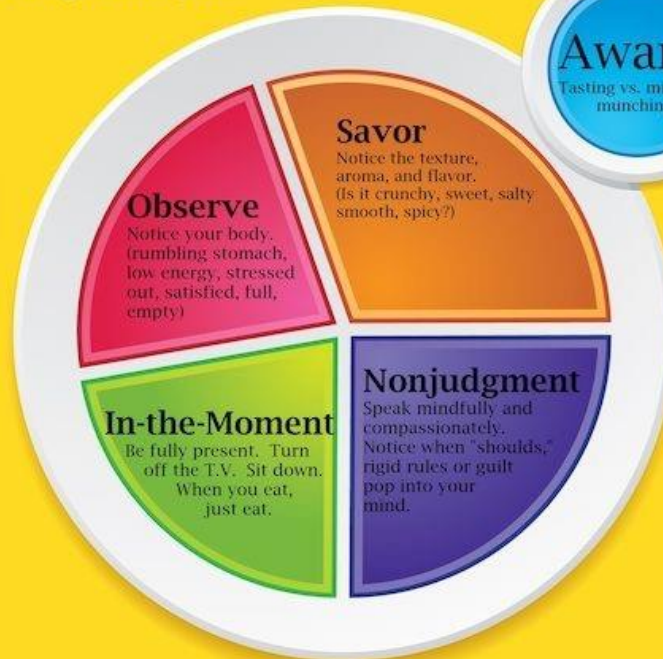 Awar
Tasting vs. mi
munchin
Savor
Notice the texture,
aroma, and flavor.
(Is it crunchy, sweet, salty
smooth, spicy?)
Observe
Notice your body.
(rumbling stomach,
low energy, stressed
out, satisfied, full,
empty)
In-the-Moment
Be fully present. Turn
off the T.V. Sit down.
When you eat,
just eat.
Nonjudgment
Speak mindfully and
compassionately.
Notice when "shoulds,"
rigid rules or guilt
pop into your
mind.